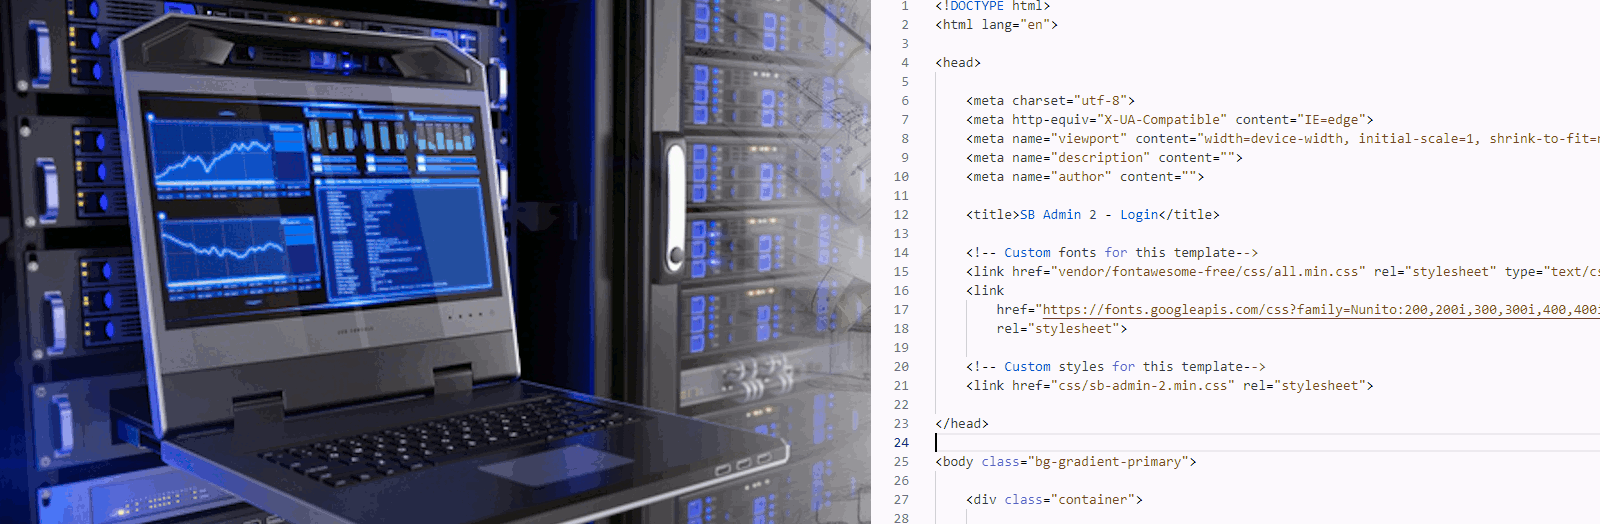 1 <!DOCTYPE html>
2 <html lang="en">
3
4 <head>
5
6 <meta charset="utf-8">
7 <meta http-equiv="X-UA-Compatible" content="IE=edge">
8 <meta name="viewport" content="width=device-width, initial-scale=1, shrink-to-fit=n
9 <meta name="description" content="">
10 <meta name="author" content="">
11
12 <title>SB Admin 2 - Login</title>
13
14 <!-- Custom fonts for this template-->
15 <link href="vendor/fontawesome-free/css/all.min.css" rel="stylesheet" type="text/cs
16 <link
17 href="https://fonts.googleapis.com/css?family=Nunito:200,200i,300,300i,400,400i
18 rel="stylesheet">
19
20 <!-- Custom styles for this template-->
21 <link href="css/sb-admin-2.min.css" rel="stylesheet">
22
23 </head>
24
25 <body class="bg-gradient-primary">
26
27 <div class="container">
28